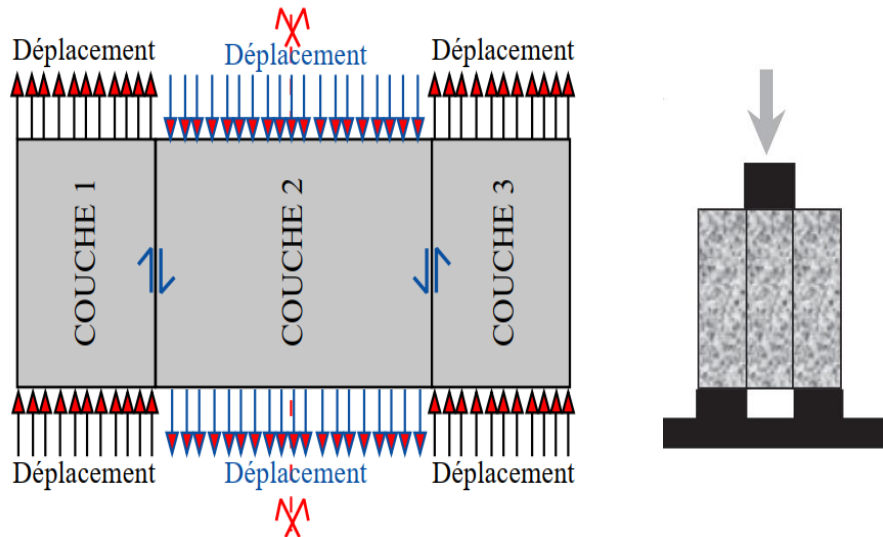 Déplacement
Déplacement
Déplacement
COUCHE 1
COUCHE 2
COUCHE 3
Déplacement
Déplacement
Déplacement